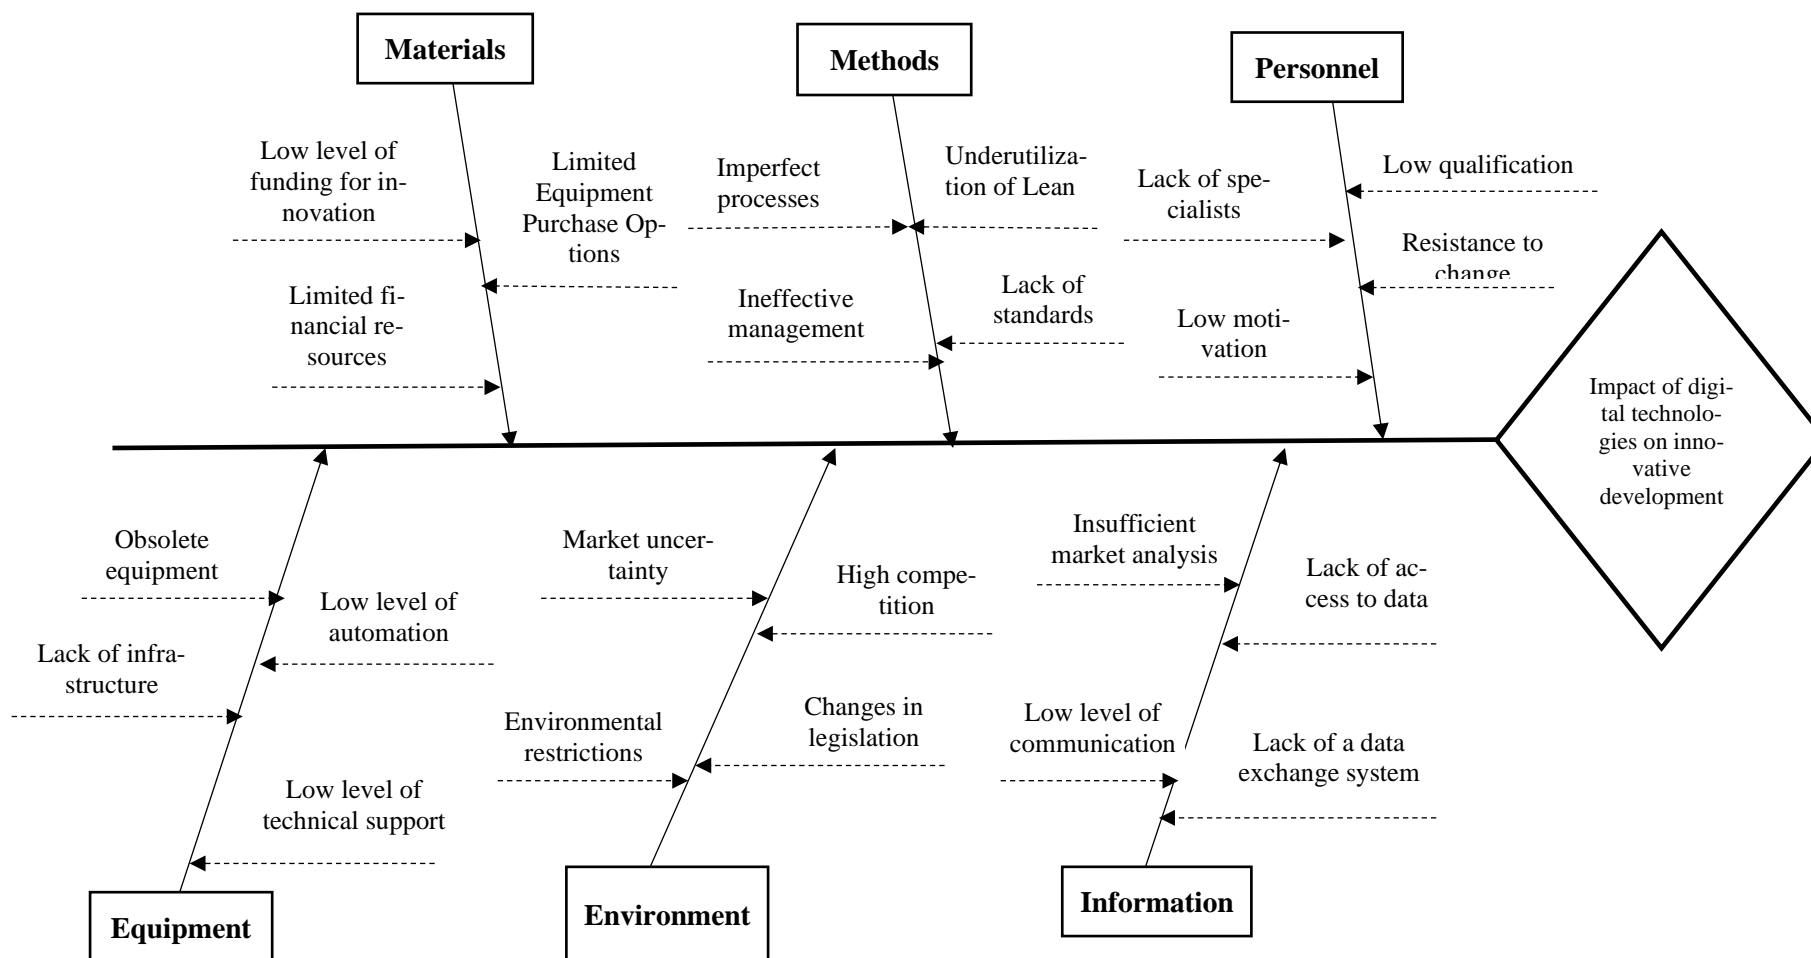 Materials
Methods
Personnel
Low level of
funding for in-
novation
Limited
Equipment
Purchase Op-
tions
Limited fi-
nancial re-
sources
Imperfect
processes
Underutiliza-
tion of Lean
Ineffective
management
Lack of
standards
Lack of spe-
cialists
Low qualification
Resistance to
change
Low moti-
vation
Impact of digi-
tal technolo-
gies on inno-
vative
development
Obsolete
equipment
Low level of
automation
Lack of infra-
structure
Low level of
technical support
Market uncer-
tainty
High compe-
tition
Environmental
restrictions
Changes in
legislation
Insufficient
market analysis
Lack of ac-
cess to data
Low level of
communication
Lack of a data
exchange system
Equipment
Environment
Information